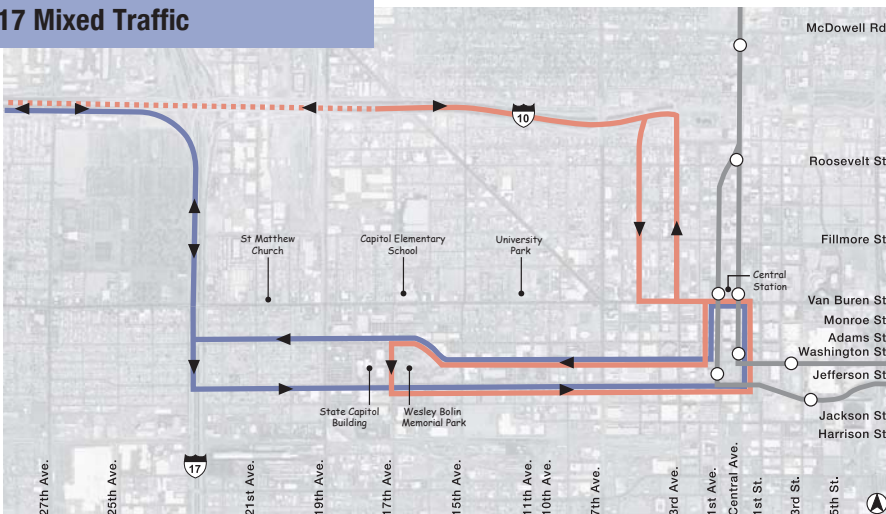 17 Mixed Traffic
McDowell Rd
10
Roosevelt St
St Matthew
Church
Capitol Elementary
School
University
Park
Fillmore St
Central
Station
Van Buren St
Monroe St
Adams St
Washington St
Jefferson St
State Capitol
Building
Wesley Bolin
Memorial Park
Jackson St
Harrison St
17
27th Ave.
25th Ave.
21st Ave.
19th Ave.
17th Ave.
15th Ave.
11th Ave.
10th Ave.
7th Ave.
3rd Ave.
1st Ave.
Central Ave.
1st St.
3rd St.
5th St.